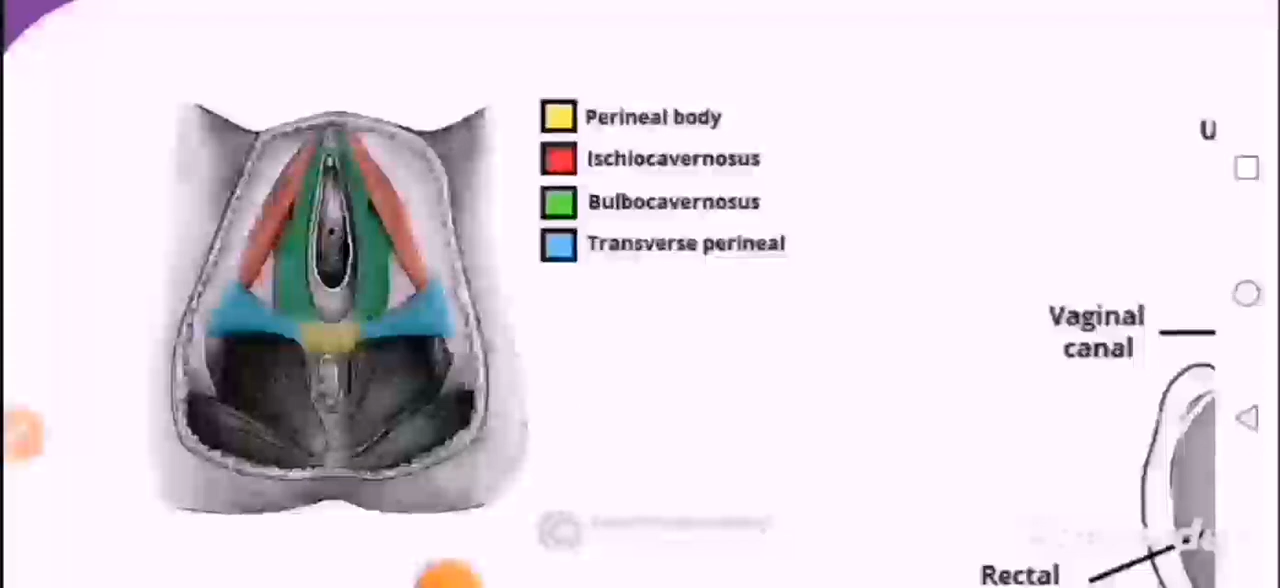 Perineal body
Ischiocavernosus
Bulbocavernosus
Transverse perineal
U
Vaginal
canal
Rectal